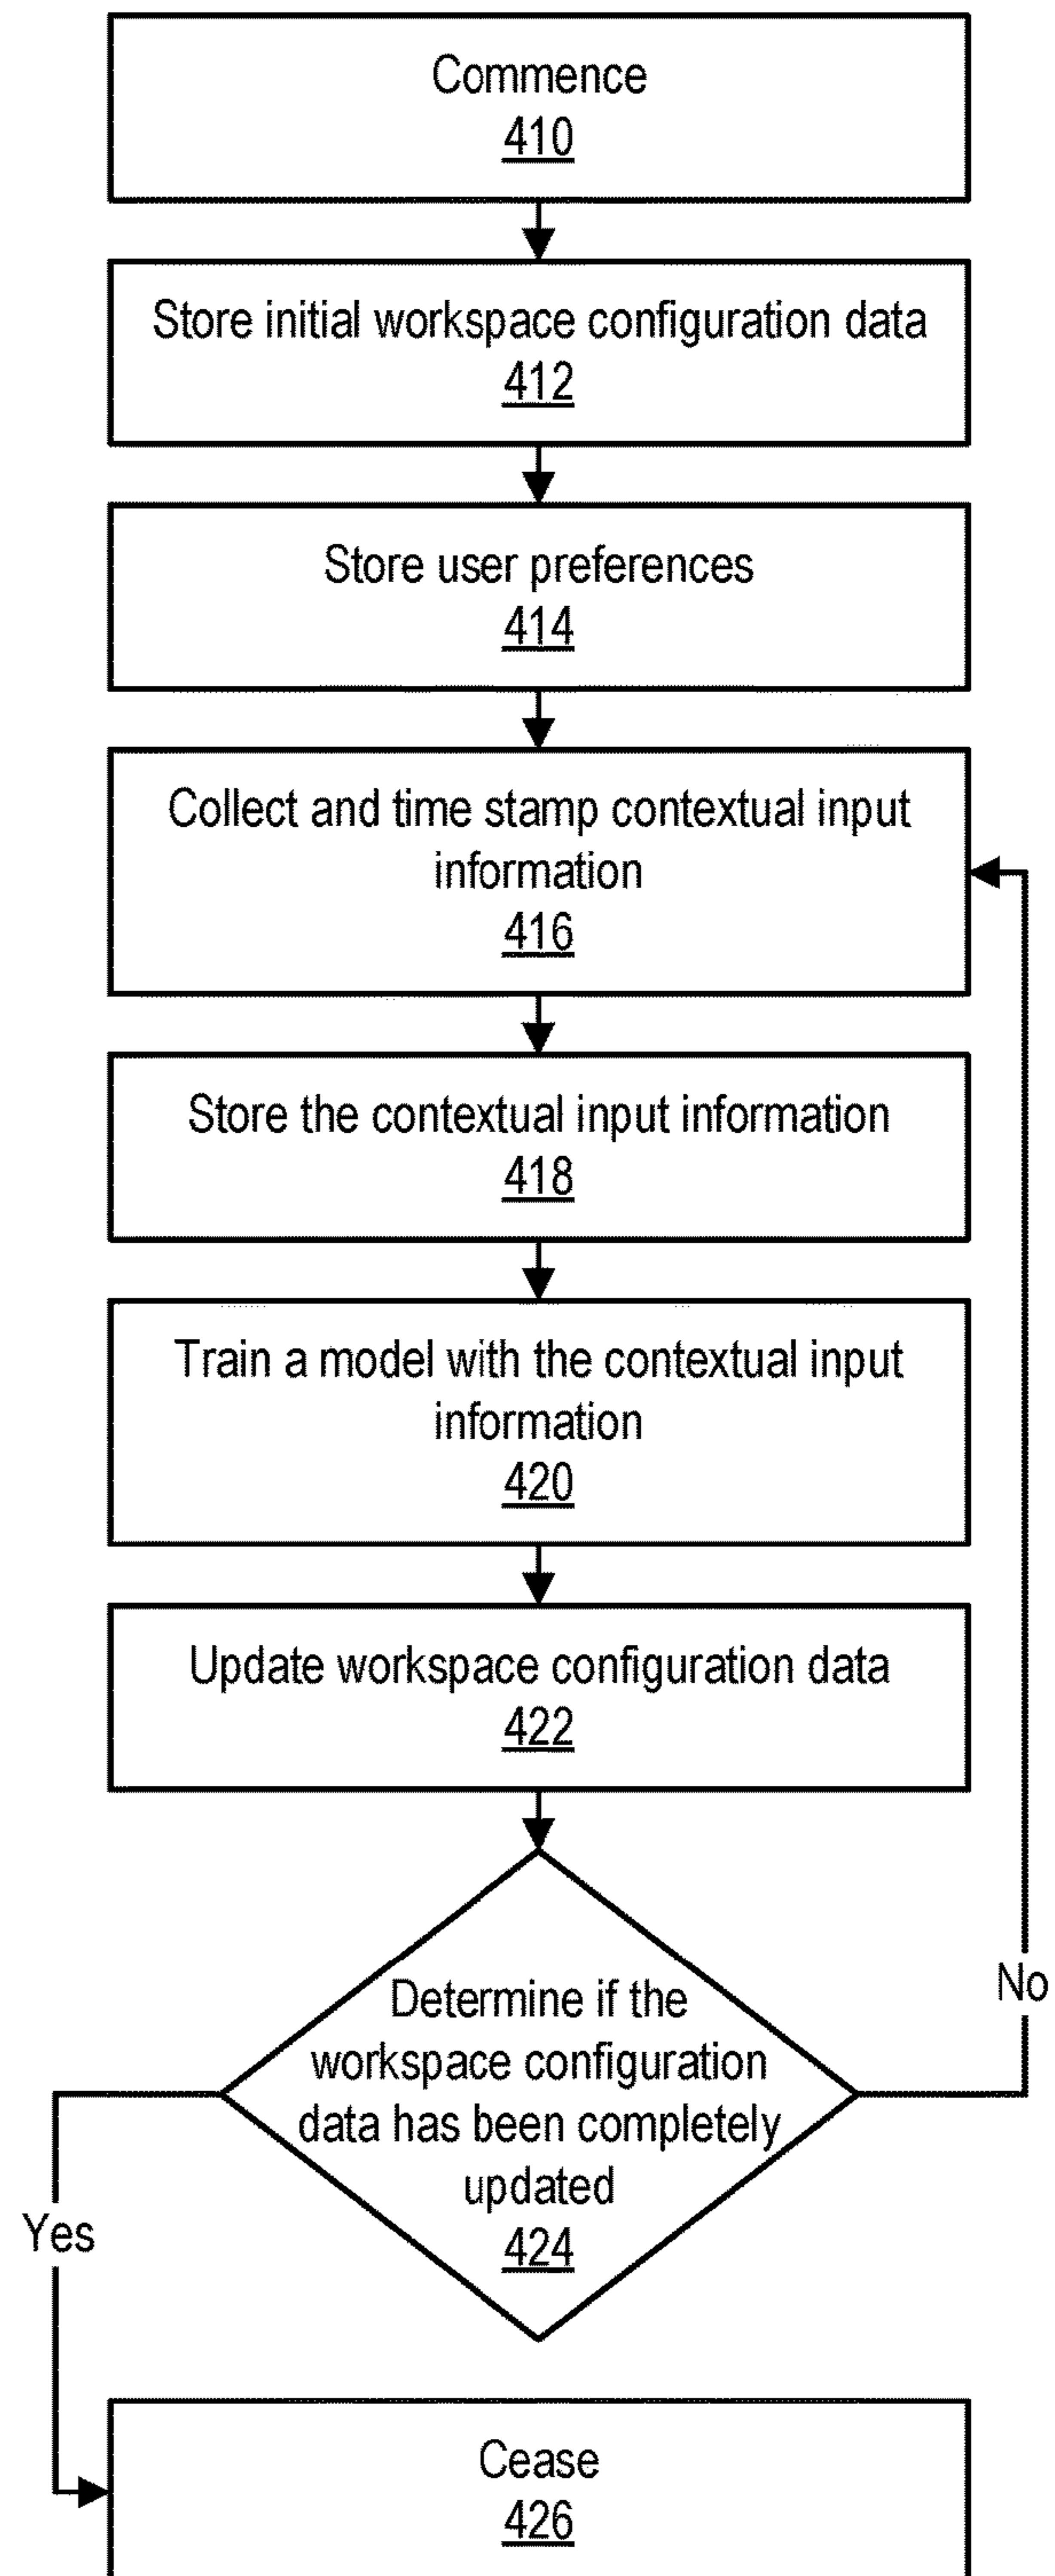 Commence
410
Store initial workspace configuration data
412
Store user preferences
414
Collect and time stamp contextual input
information
416
Store the contextual input information
418
Train a model with the contextual input
information
420
Update workspace configuration data
422
Determine if the
workspace configuration
data has been completely
updated
424
No
Yes
Cease
426